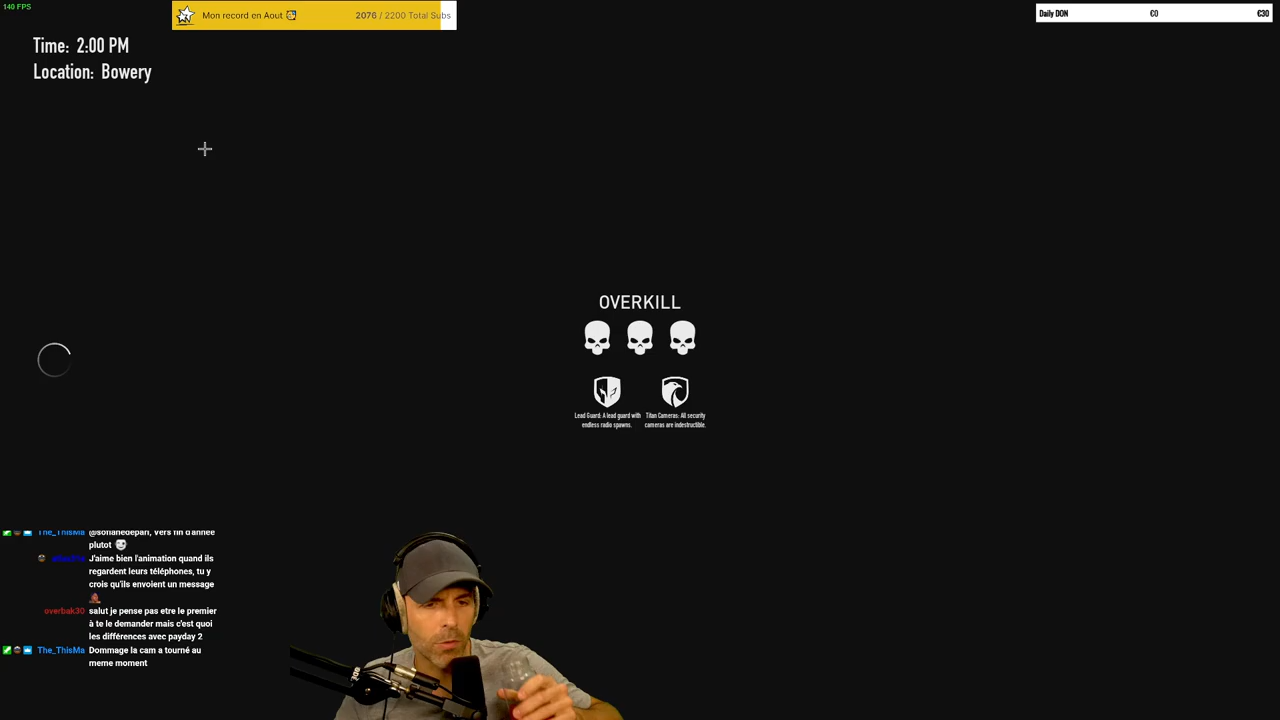 140 FPS
Mon record en Aout
2076 / 2200 Total Subs
Daily DON
€0
€30
Time: 2:00 PM
Location: Bowery
OVERKILL
Lead Guard: A lead guard with
endless radio spawns.
Titan Cameras: All security
cameras are indestructible.
The_ThisMa @sofianedepari, vers fin d'année
plutot
J'aime bien l'animation quand ils
regardent leurs téléphones, tu y
crois qu'ils envoient un message
overbak30 salut je pense pas etre le premier
à te le demander mais c'est quoi
les différences avec payday 2
The_ThisMa Dommage la cam a tourné au
meme moment